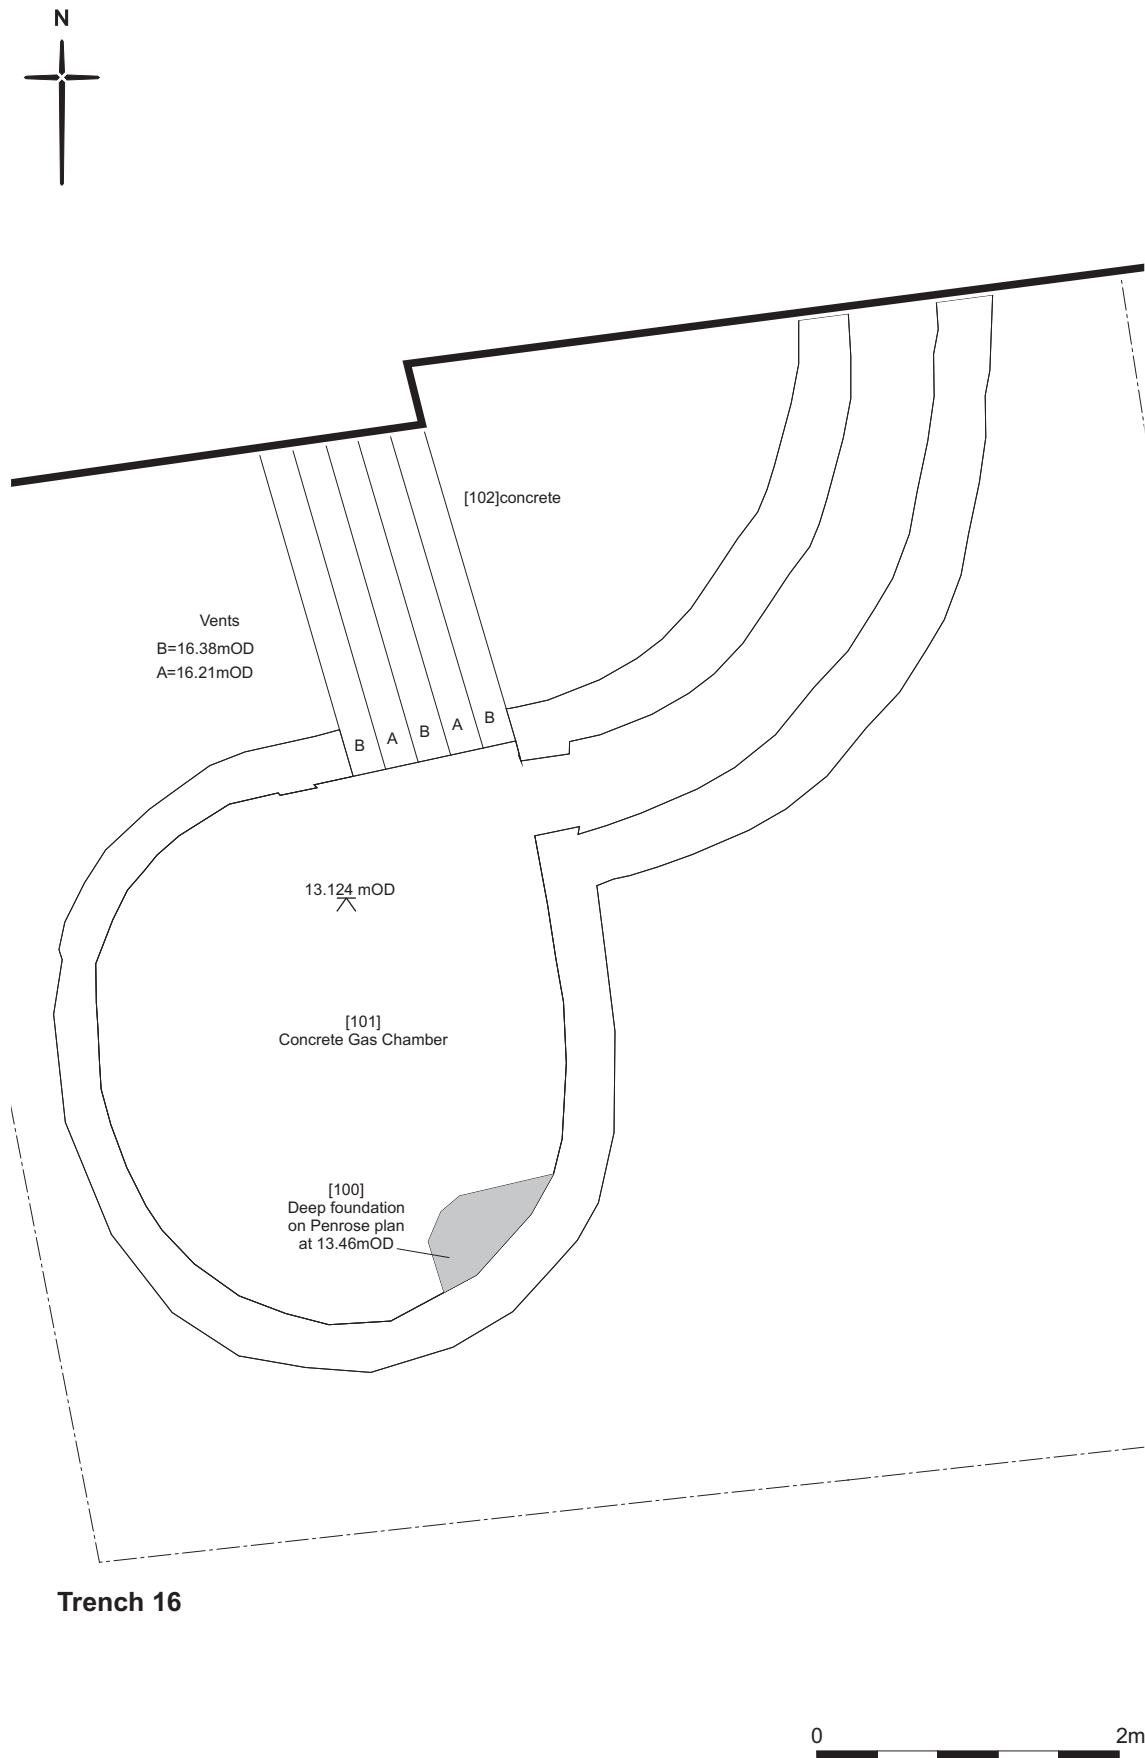 N
[102]concrete
Vents
B=16.38mOD
A=16.21mOD
B A B A B
13.124 mOD
[101]
Concrete Gas Chamber
[100]
Deep foundation
on Penrose plan
at 13.46mOD
Trench 16
0 2m